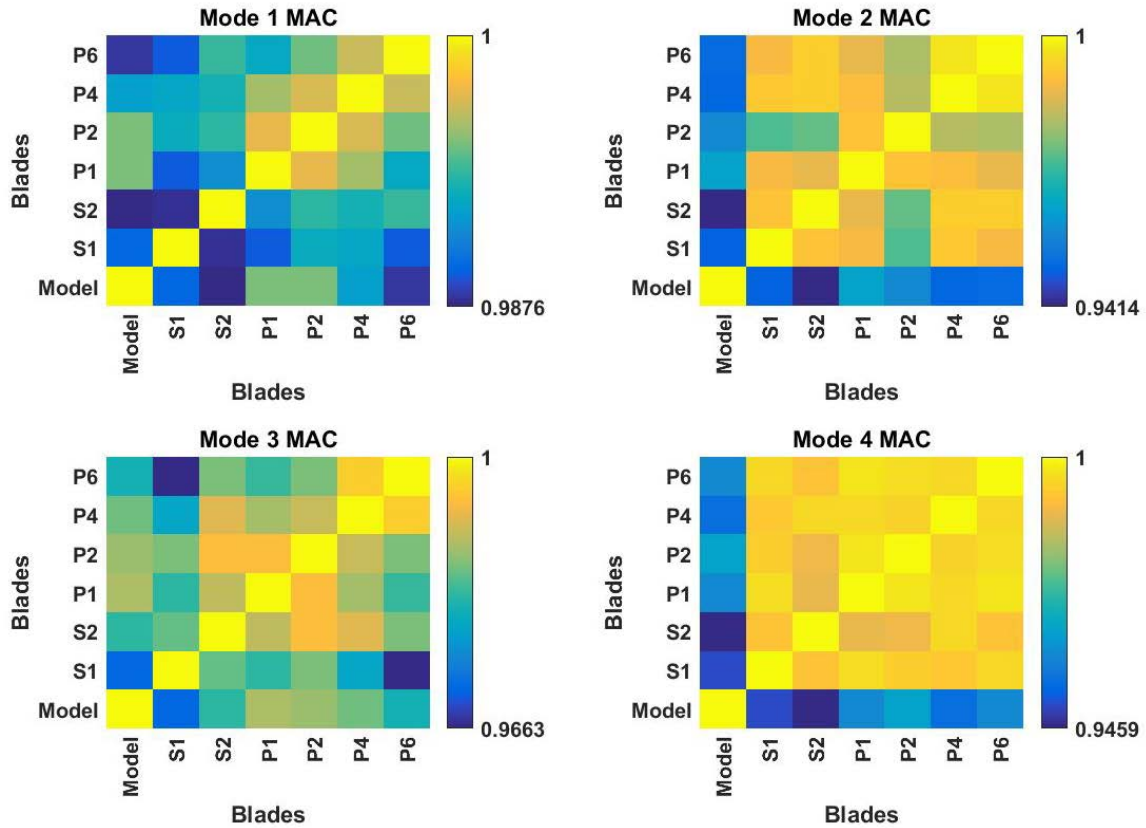 Mode 1 MAC
P6
P4
P2
P1
S2
S1
Model
Blades
Model S1 S2 P1 P2 P4 P6
Blades
1
0.9876
Mode 2 MAC
P6
P4
P2
P1
S2
S1
Model
Blades
Model S1 S2 P1 P2 P4 P6
Blades
1
0.9414
Mode 3 MAC
P6
P4
P2
P1
S2
S1
Model
Blades
Model S1 S2 P1 P2 P4 P6
Blades
1
0.9663
Mode 4 MAC
P6
P4
P2
P1
S2
S1
Model
Blades
Model S1 S2 P1 P2 P4 P6
Blades
1
0.9459